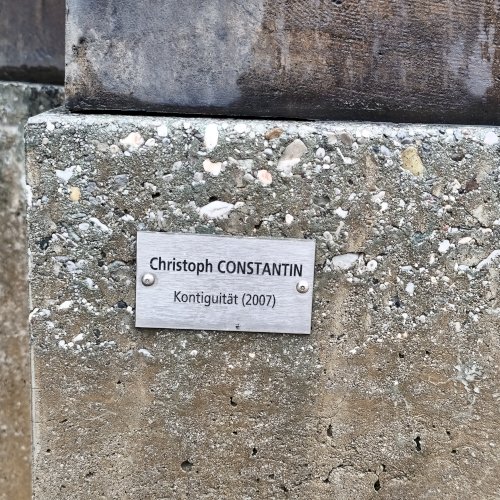 Christoph CONSTANTIN
Kontiguität (2007)